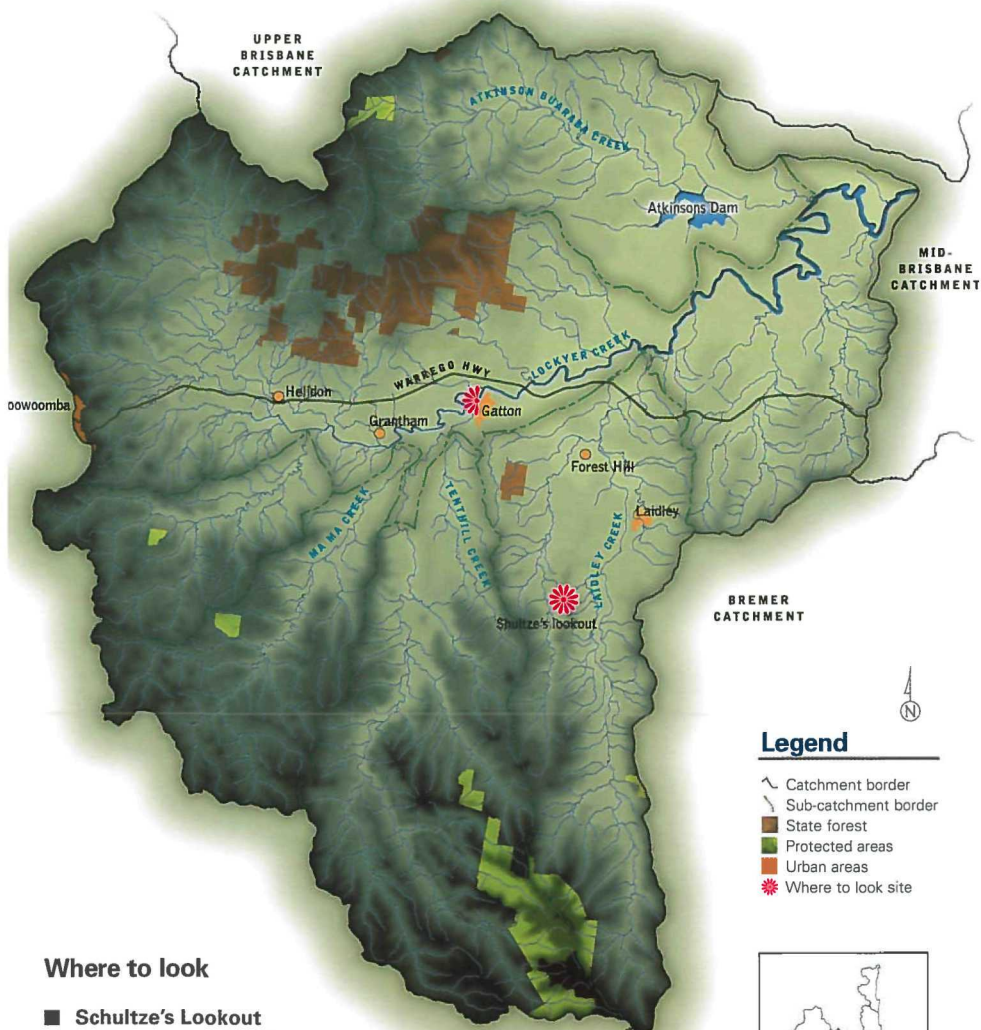 UPPER
BRISBANE
CATCHMENT
ATKINSON BUARABA CREEK
Atkinsons Dam
MID-
BRISBANE
CATCHMENT
LOCKYER CREEK
WARREGO HWY
Helidon
oowoomba
Gatton
Grantham
Forest Hill
MA MA CREEK
TENTHILL CREEK
Laidley
LAIDLEY CREEK
BREMER
CATCHMENT
Shultze's lookout
N
Legend
Catchment border
Sub-catchment border
State forest
Protected areas
Urban areas
Where to look site
Where to look
■ Schultze's Lookout